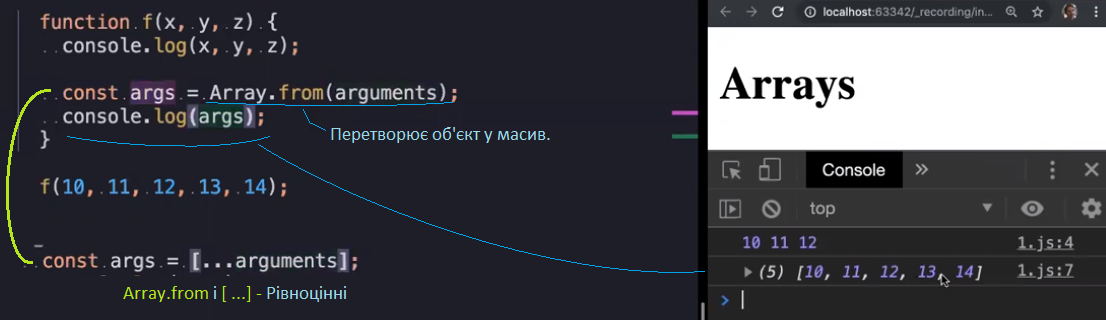 function f(x, y, z) {
console.log(x, y, z);
const args = Array.from(arguments);
console.log(args);
Перетворює об'єкт у масив.
}
f(10, 11, 12, 13, 14);
const args = [...arguments];
Array.from і [ ...] - Рівноцінні
localhost:63342/_recording/in...
Arrays
Console
top
10 11 12 1.js:4
(5) [10, 11, 12, 13, 14] 1.js:7